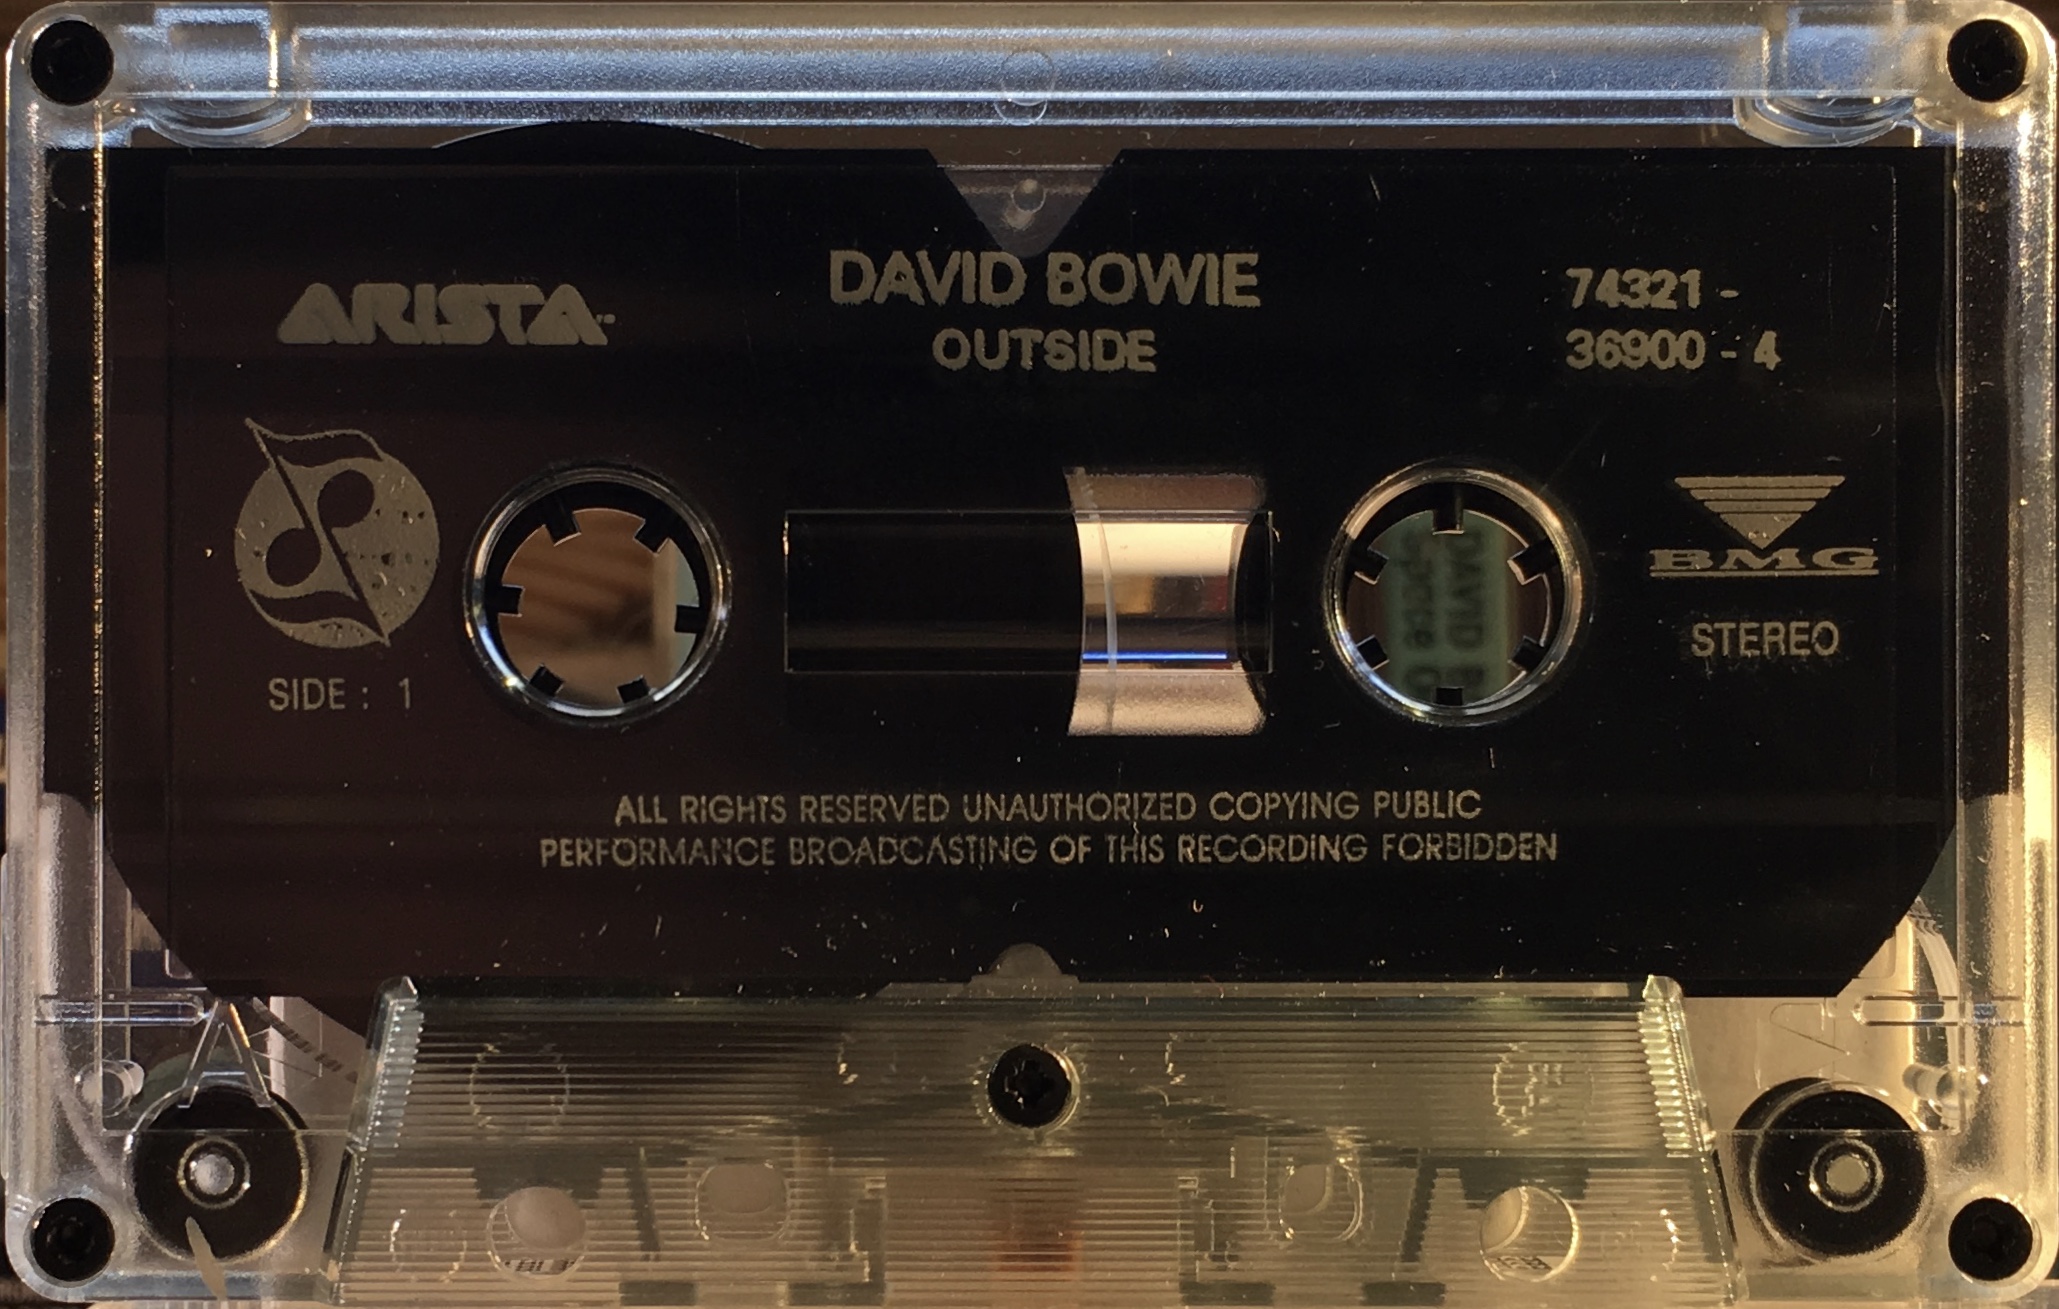 ARISTA
DAVID BOWIE
OUTSIDE
74321 -
36900 - 4
BMG
STEREO
SIDE : 1
ALL RIGHTS RESERVED UNAUTHORIZED COPYING PUBLIC
PERFORMANCE BROADCASTING OF THIS RECORDING FORBIDDEN
A